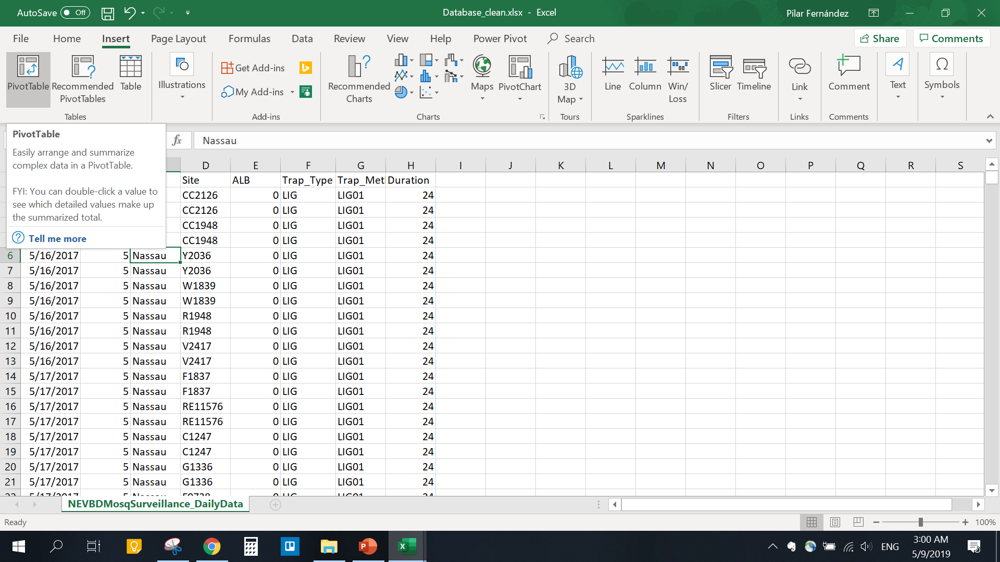 AutoSave Off
Database_clean.xlsx - Excel
Pilar Fernández
File Home Insert Page Layout Formulas Data Review View Help Power Pivot Search Share Comments
PivotTable
Recommended
PivotTables
Table
Tables
Illustrations
Get Add-ins
My Add-ins
Add-ins
Recommended
Charts
Maps
PivotChart
Charts
3D
Map
Tours
Line
Column
Win/
Loss
Sparklines
Slicer
Timeline
Filters
Link
Links
Comment
Comments
Text
Symbols
PivotTable
Easily arrange and summarize
complex data in a PivotTable.
FYI: You can double-click a value to
see which detailed values make up
the summarized total.
Tell me more
fx Nassau
D E F G H I J K L M N O P Q R S
Site ALB Trap_Type Trap_Met Duration
CC2126 0 LIG LIG01 24
CC2126 0 LIG LIG01 24
CC1948 0 LIG LIG01 24
CC1948 0 LIG LIG01 24
6 5/16/2017 5 Nassau Y2036 0 LIG LIG01 24
7 5/16/2017 5 Nassau Y2036 0 LIG LIG01 24
8 5/16/2017 5 Nassau W1839 0 LIG LIG01 24
9 5/16/2017 5 Nassau W1839 0 LIG LIG01 24
10 5/16/2017 5 Nassau R1948 0 LIG LIG01 24
11 5/16/2017 5 Nassau R1948 0 LIG LIG01 24
12 5/16/2017 5 Nassau V2417 0 LIG LIG01 24
13 5/16/2017 5 Nassau V2417 0 LIG LIG01 24
14 5/17/2017 5 Nassau F1837 0 LIG LIG01 24
15 5/17/2017 5 Nassau F1837 0 LIG LIG01 24
16 5/17/2017 5 Nassau RE11576 0 LIG LIG01 24
17 5/17/2017 5 Nassau RE11576 0 LIG LIG01 24
18 5/17/2017 5 Nassau C1247 0 LIG LIG01 24
19 5/17/2017 5 Nassau C1247 0 LIG LIG01 24
20 5/17/2017 5 Nassau G1336 0 LIG LIG01 24
21 5/17/2017 5 Nassau G1336 0 LIG LIG01 24
NEVBDMosqSurveillance_DailyData
Ready
100%
ENG
3:00 AM
5/9/2019